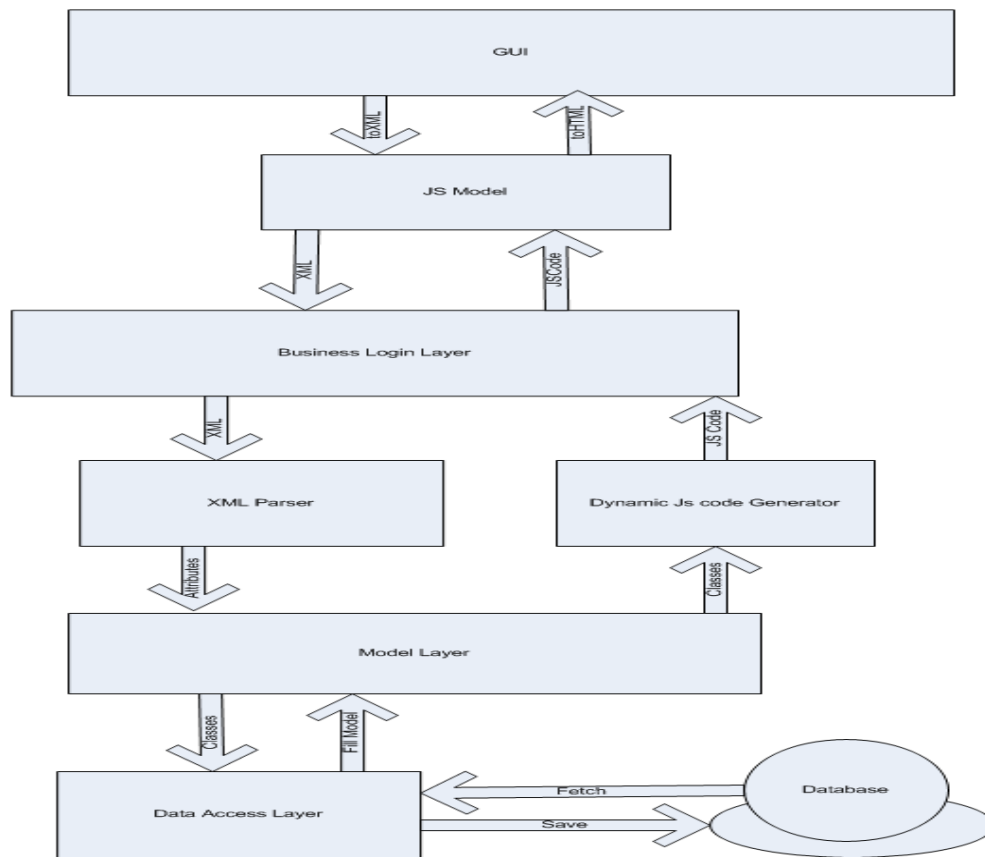 GUI
toXML
toHTML
JS Model
XML
JSCode
Business Login Layer
XML
JS Code
XML Parser
Dynamic Js code Generator
Attributes
Classes
Model Layer
Classes
Fill Model
Data Access Layer
Fetch
Save
Database